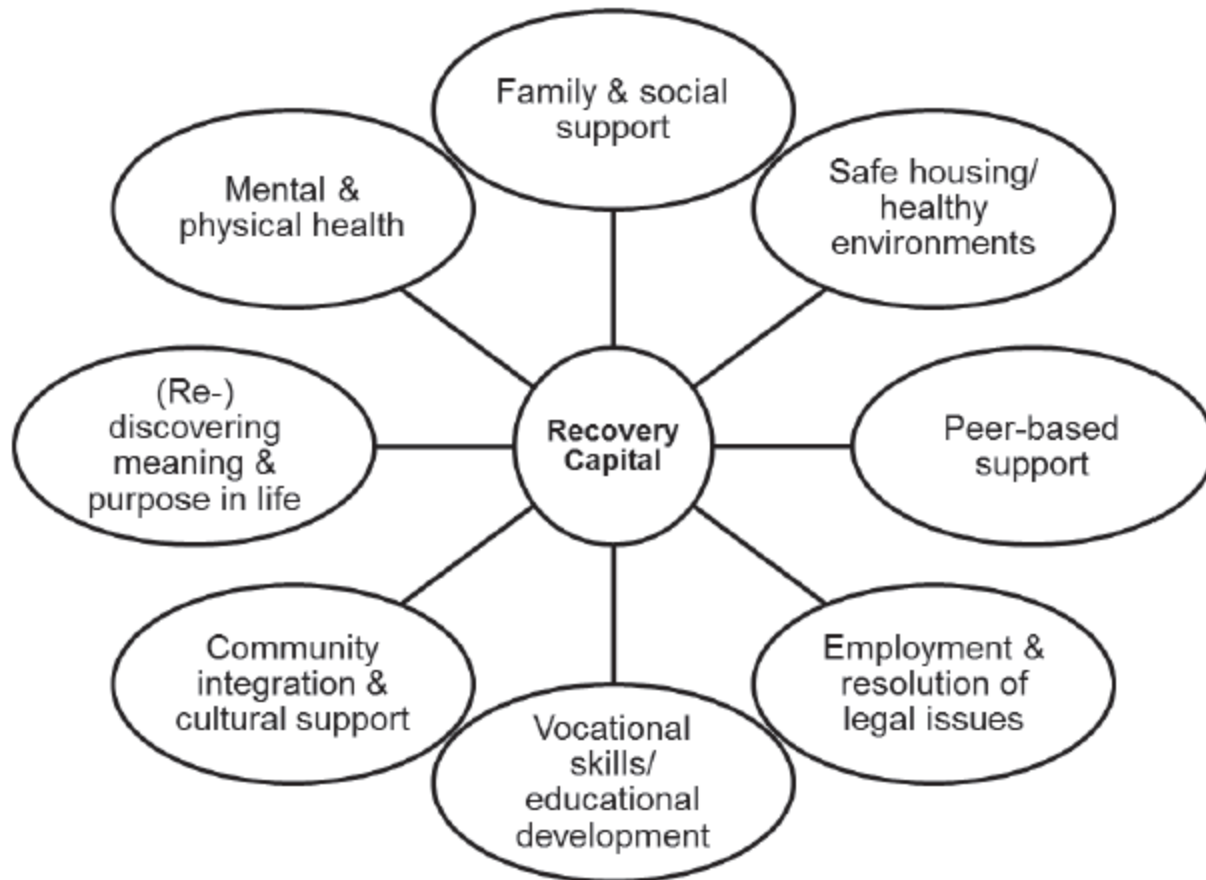 Family & social
support
Safe housing/
healthy
environments
Peer-based
support
Employment &
resolution of
legal issues
Vocational
skills/
educational
development
Community
integration &
cultural support
(Re-)
discovering
meaning &
purpose in life
Mental &
physical health
Recovery
Capital